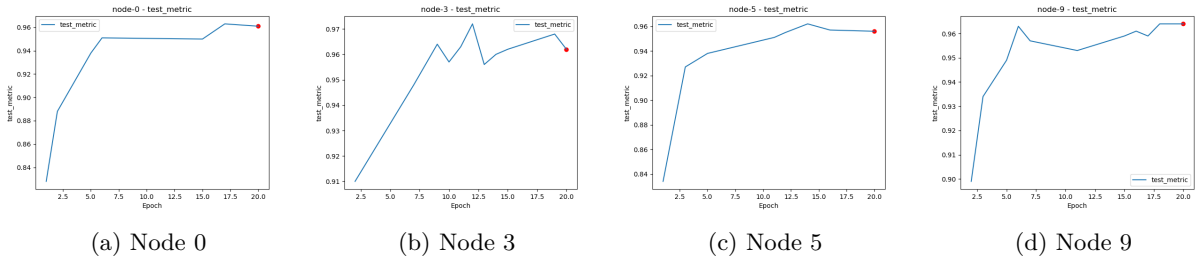 node-0 - test_metric
test_metric
0.96
0.94
0.92
0.90
0.88
0.86
0.84
test_metric
2.5 5.0 7.5 10.0 12.5 15.0 17.5 20.0
Epoch
(a) Node 0
node-3 - test_metric
test_metric
0.97
0.96
0.95
0.94
0.93
0.92
0.91
test_metric
2.5 5.0 7.5 10.0 12.5 15.0 17.5 20.0
Epoch
(b) Node 3
node-5 - test_metric
test_metric
0.96
0.94
0.92
0.90
0.88
0.86
0.84
test_metric
2.5 5.0 7.5 10.0 12.5 15.0 17.5 20.0
Epoch
(c) Node 5
node-9 - test_metric
0.96
0.95
0.94
0.93
0.92
0.91
0.90
test_metric
test_metric
2.5 5.0 7.5 10.0 12.5 15.0 17.5 20.0
Epoch
(d) Node 9